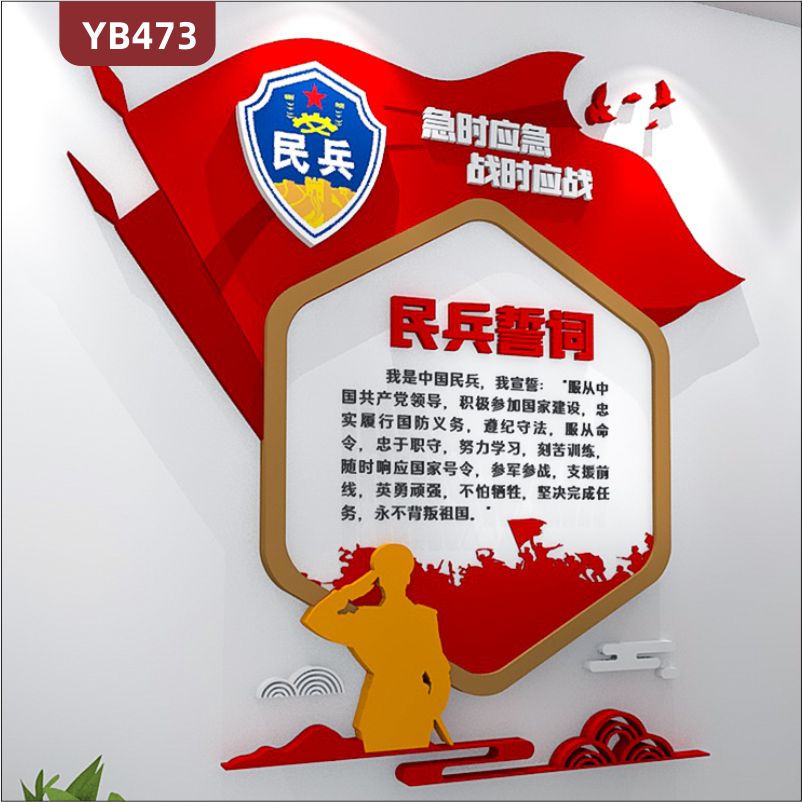 YB473
民兵
急时应急
战时应战
民兵誓词
我是中国民兵，我宣誓：“服从中
国共产党领导，积极参加国家建设，忠
实履行国防义务，遵纪守法，服从命
令，忠于职守，努力学习，刻苦训练，
随时响应国家号令，参军参战，支援前
线，英勇顽强，不怕牺牲，坚决完成任
务，永不背叛祖国。”